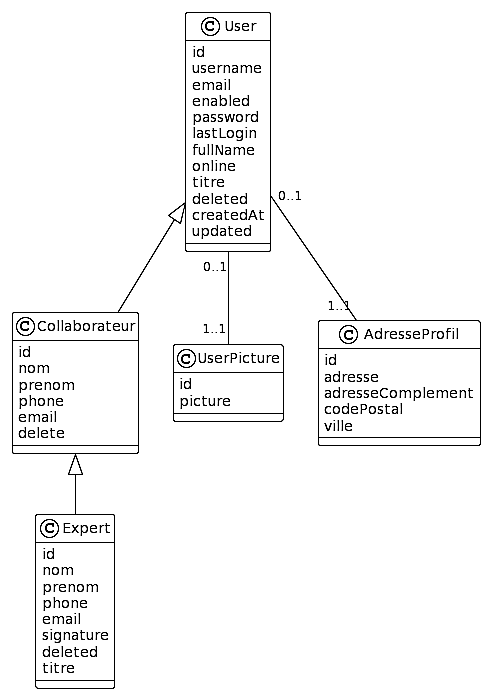 C User
id
username
email
enabled
password
lastLogin
fullName
online
titre
deleted
createdAt
updated
0..1
0..1
1..1
1..1
C Collaborateur
id
nom
prenom
phone
email
delete
C UserPicture
id
picture
C AdresseProfil
id
adresse
adresseComplement
codePostal
ville
C Expert
id
nom
prenom
phone
email
signature
deleted
titre